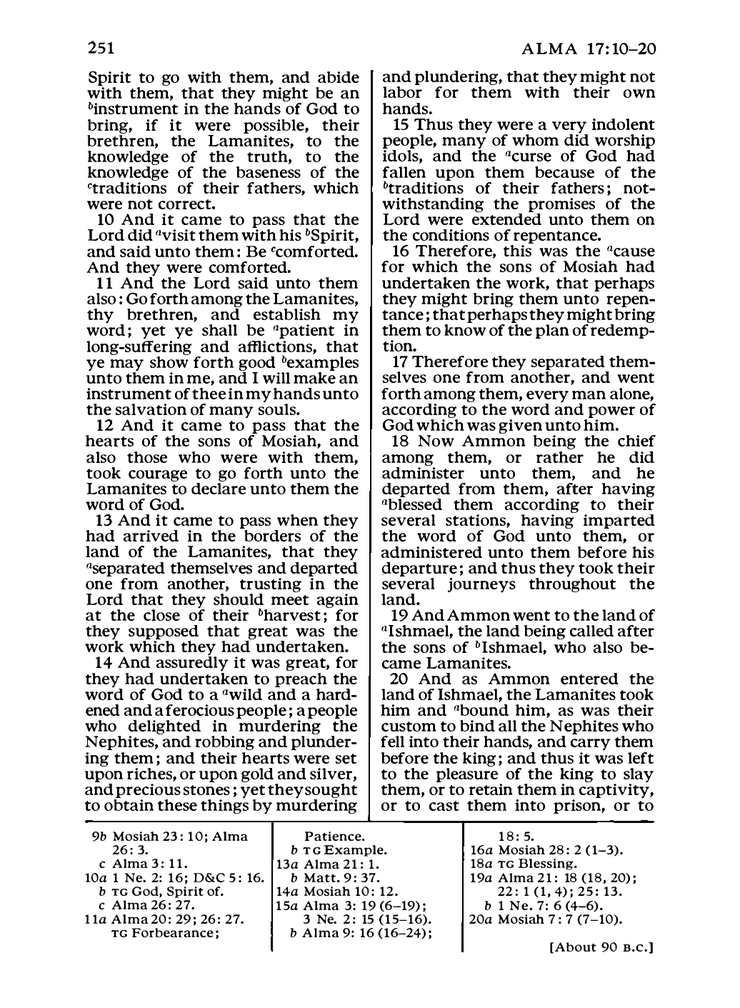 251
ALMA 17:10–20
Spirit to go with them, and abide
with them, that they might be an
binstrument in the hands of God to
bring, if it were possible, their
brethren, the Lamanites, to the
knowledge of the truth, to the
knowledge of the baseness of the
ctraditions of their fathers, which
were not correct.
10 And it came to pass that the
Lord did avisit them with his bSpirit,
and said unto them: Be ccomforted.
And they were comforted.
11 And the Lord said unto them
also: Go forth among the Lamanites,
thy brethren, and establish my
word; yet ye shall be apatient in
long-suffering and afflictions, that
ye may show forth good bexamples
unto them in me, and I will make an
instrument of thee in my hands unto
the salvation of many souls.
12 And it came to pass that the
hearts of the sons of Mosiah, and
also those who were with them,
took courage to go forth unto the
Lamanites to declare unto them the
word of God.
13 And it came to pass when they
had arrived in the borders of the
land of the Lamanites, that they
aseparated themselves and departed
one from another, trusting in the
Lord that they should meet again
at the close of their bharvest; for
they supposed that great was the
work which they had undertaken.
14 And assuredly it was great, for
they had undertaken to preach the
word of God to a awild and a hard-
ened and a ferocious people; a people
who delighted in murdering the
Nephites, and robbing and plunder-
ing them; and their hearts were set
upon riches, or upon gold and silver,
and precious stones; yet they sought
to obtain these things by murdering
and plundering, that they might not
labor for them with their own
hands.
15 Thus they were a very indolent
people, many of whom did worship
idols, and the acurse of God had
fallen upon them because of the
btraditions of their fathers; not-
withstanding the promises of the
Lord were extended unto them on
the conditions of repentance.
16 Therefore, this was the acause
for which the sons of Mosiah had
undertaken the work, that perhaps
they might bring them unto repen-
tance; that perhaps they might bring
them to know of the plan of redemp-
tion.
17 Therefore they separated them-
selves one from another, and went
forth among them, every man alone,
according to the word and power of
God which was given unto him.
18 Now Ammon being the chief
among them, or rather he did
administer unto them, and he
departed from them, after having
ablessed them according to their
several stations, having imparted
the word of God unto them, or
administered unto them before his
departure; and thus they took their
several journeys throughout the
land.
19 And Ammon went to the land of
aIshmael, the land being called after
the sons of bIshmael, who also be-
came Lamanites.
20 And as Ammon entered the
land of Ishmael, the Lamanites took
him and abound him, as was their
custom to bind all the Nephites who
fell into their hands, and carry them
before the king; and thus it was left
to the pleasure of the king to slay
them, or to retain them in captivity,
or to cast them into prison, or to
9b Mosiah 23:10; Alma
26:3.
c Alma 3:11.
10a 1 Ne. 2:16; D&C 5:16.
b TG God, Spirit of.
c Alma 26:27.
11a Alma 20:29; 26:27.
TG Forbearance;
Patience.
b TG Example.
13a Alma 21:1.
b Matt. 9:37.
14a Mosiah 10:12.
15a Alma 3:19 (6–19);
3 Ne. 2:15 (15–16).
b Alma 9:16 (16–24);
18:5.
16a Mosiah 28:2 (1–3).
18a TG Blessing.
19a Alma 21:18 (18, 20);
22:1 (1, 4); 25:13.
b 1 Ne. 7:6 (4–6).
20a Mosiah 7:7 (7–10).
[About 90 B.C.]